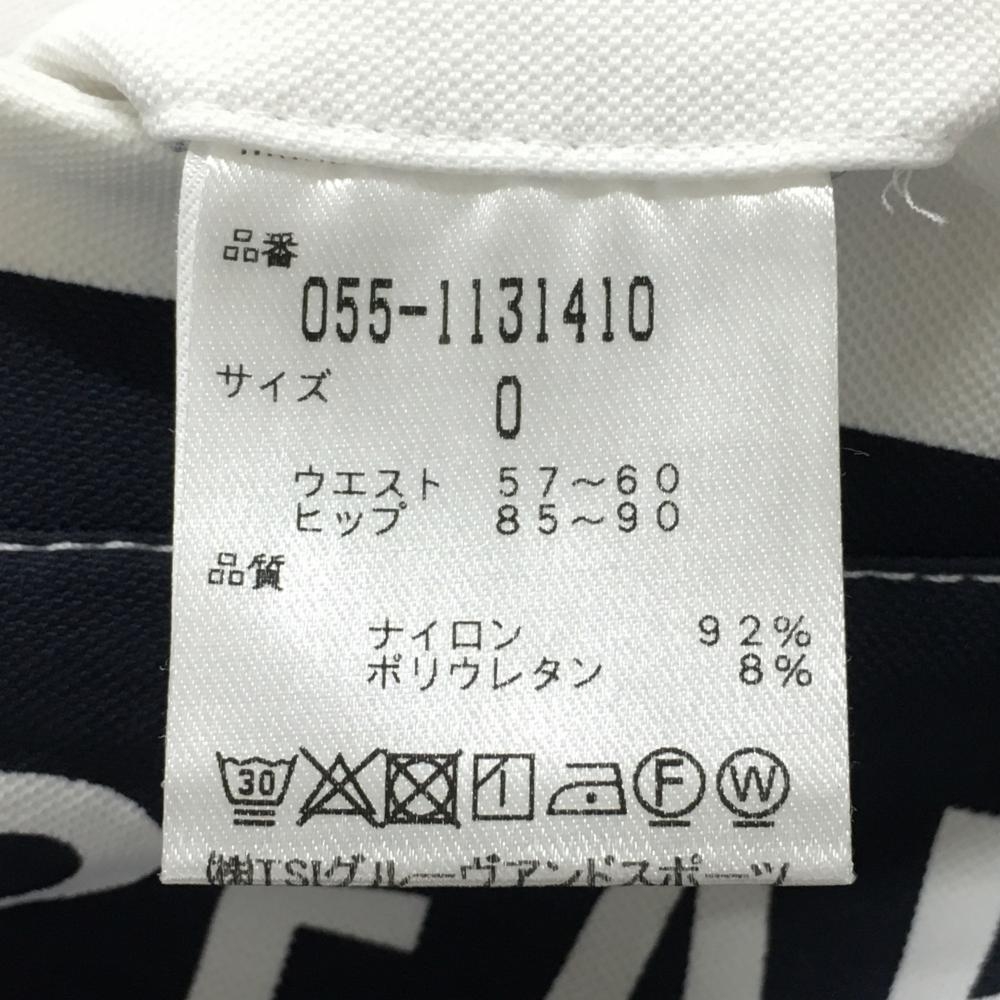 品番
055-1131410
サイズ 0
ウエスト 57~60
ヒップ 85~90
品質
ナイロン 92%
ポリウレタン 8%
30 1 F W
(株)TSIグルーヴアンドスポーツ